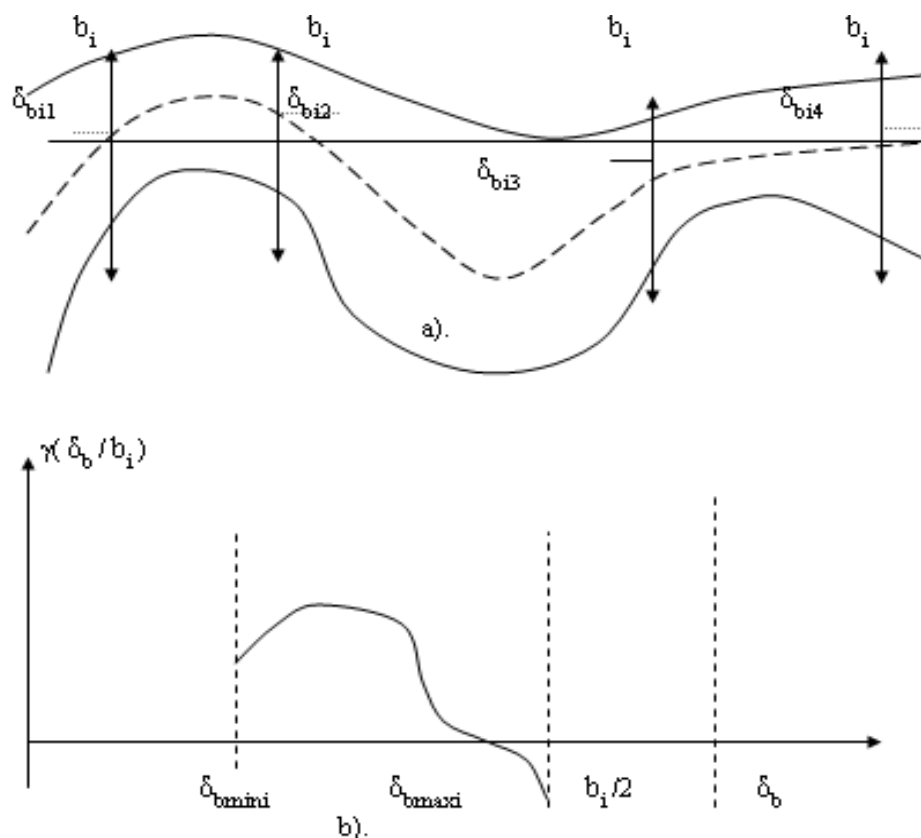 b_i b_i b_i b_i
δ_bi1 δ_bi2 δ_bi4
δ_bi3
a).
γ( δ_b / b_i )
δ_bmini δ_bmaxi b_i /2 δ_b
b).